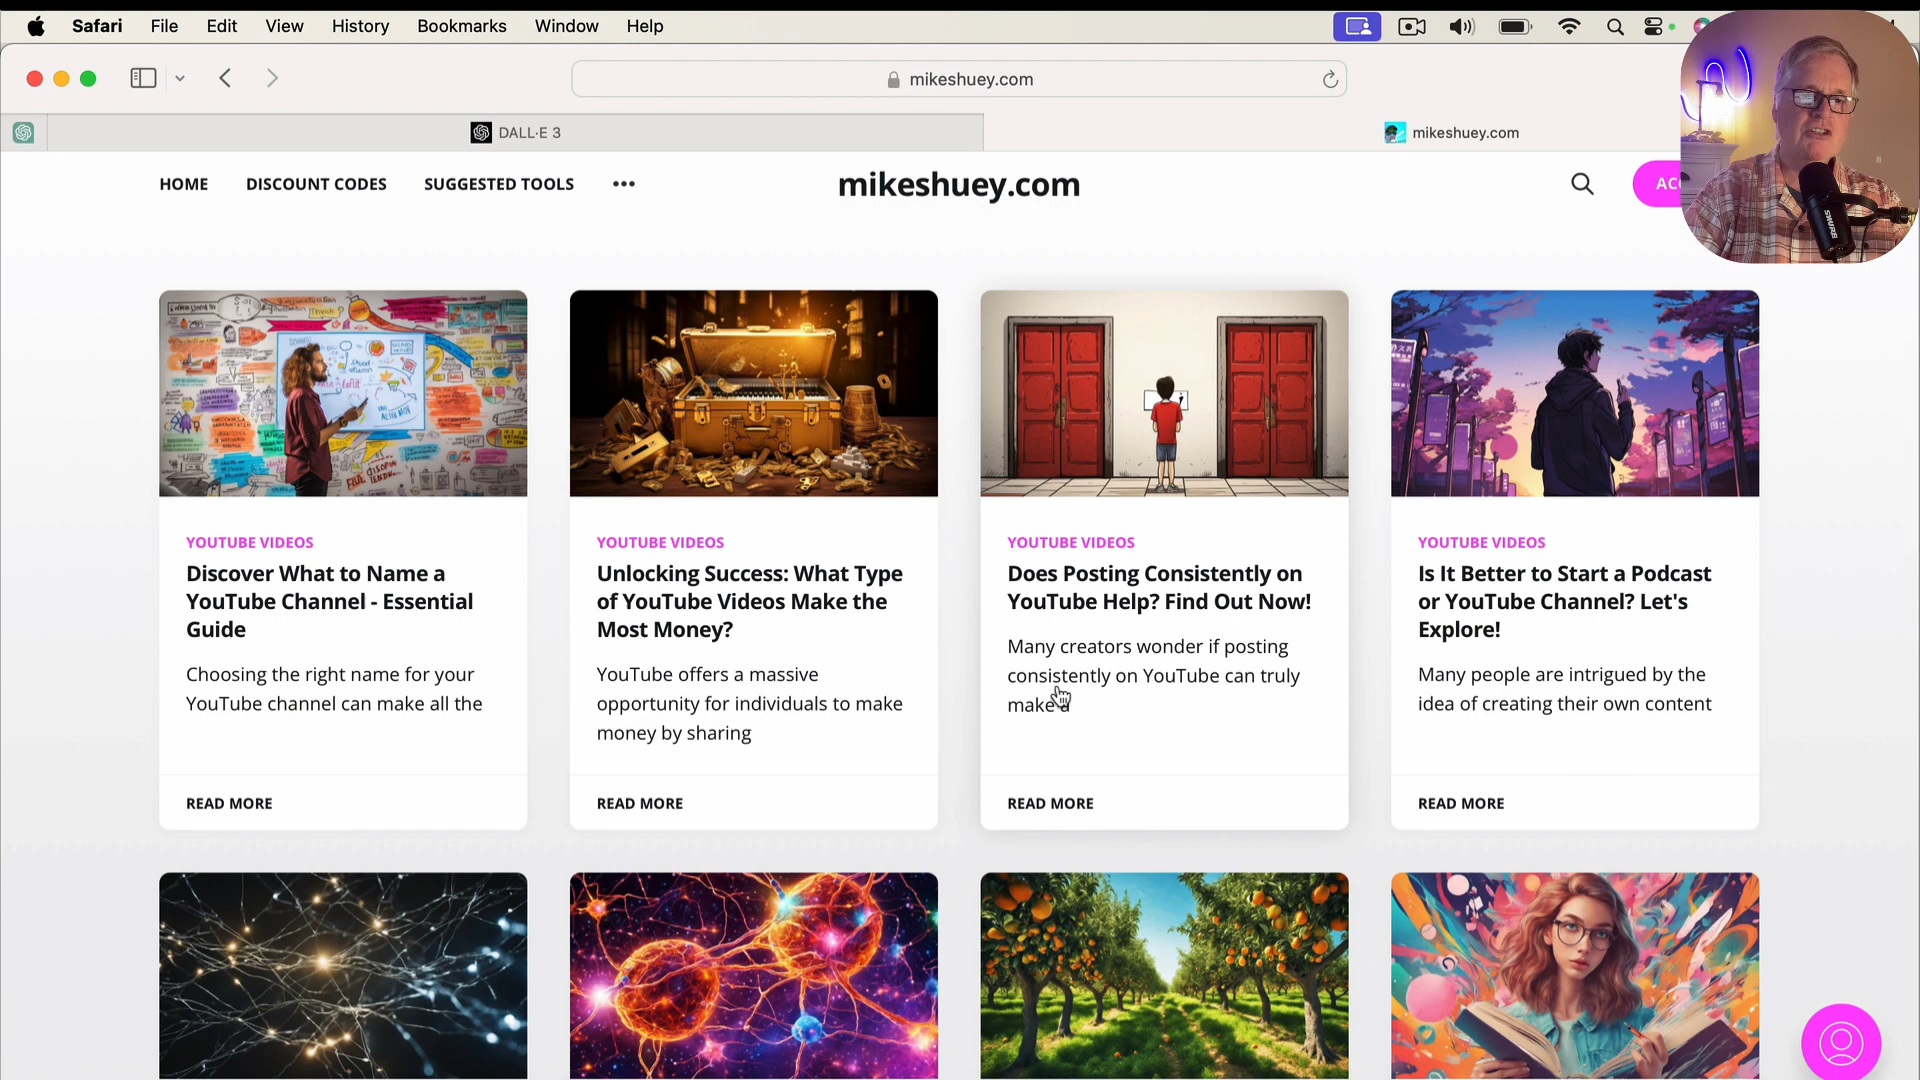 Safari File Edit View History Bookmarks Window Help
mikeshuey.com
DALL·E 3
mikeshuey.com
HOME DISCOUNT CODES SUGGESTED TOOLS •••
mikeshuey.com
YOUTUBE VIDEOS
Discover What to Name a
YouTube Channel - Essential
Guide
Choosing the right name for your
YouTube channel can make all the
READ MORE
YOUTUBE VIDEOS
Unlocking Success: What Type
of YouTube Videos Make the
Most Money?
YouTube offers a massive
opportunity for individuals to make
money by sharing
READ MORE
YOUTUBE VIDEOS
Does Posting Consistently on
YouTube Help? Find Out Now!
Many creators wonder if posting
consistently on YouTube can truly
make a
READ MORE
YOUTUBE VIDEOS
Is It Better to Start a Podcast
or YouTube Channel? Let's
Explore!
Many people are intrigued by the
idea of creating their own content
READ MORE
SHURE